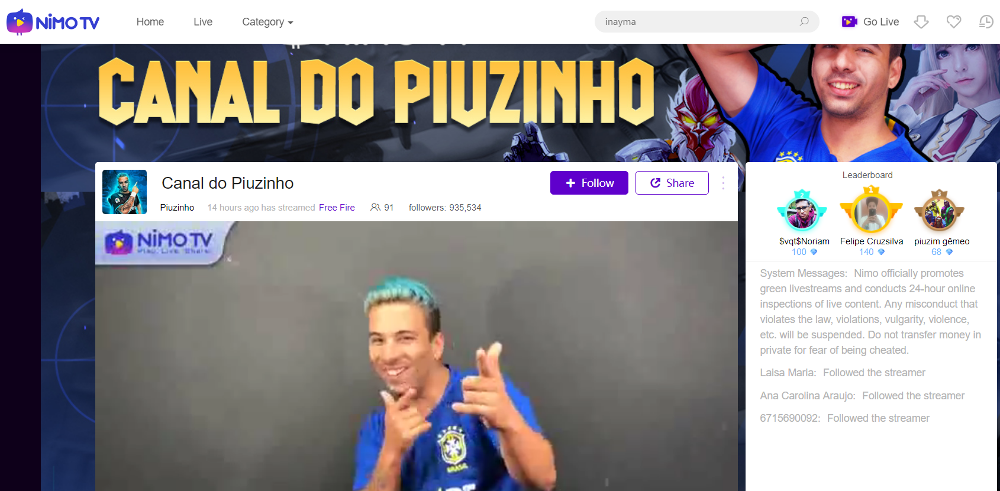 NiMO TV
Home
Live
Category
inayma
Go Live
CANAL DO PIUZINHO
Canal do Piuzinho
Follow
Share
Piuzinho
14 hours ago has streamed Free Fire
91
followers: 935,534
NiMO TV
Play. Live. Share.
BRASIL
Leaderboard
2
1
3
$vqt$Noriam
Felipe Cruzsilva
piuzim gêmeo
100
140
68
System Messages: Nimo officially promotes
green livestreams and conducts 24-hour online
inspections of live content. Any misconduct that
violates the law, violations, vulgarity, violence,
etc. will be suspended. Do not transfer money in
private for fear of being cheated.
Laisa Maria: Followed the streamer
Ana Carolina Araujo: Followed the streamer
6715690092: Followed the streamer